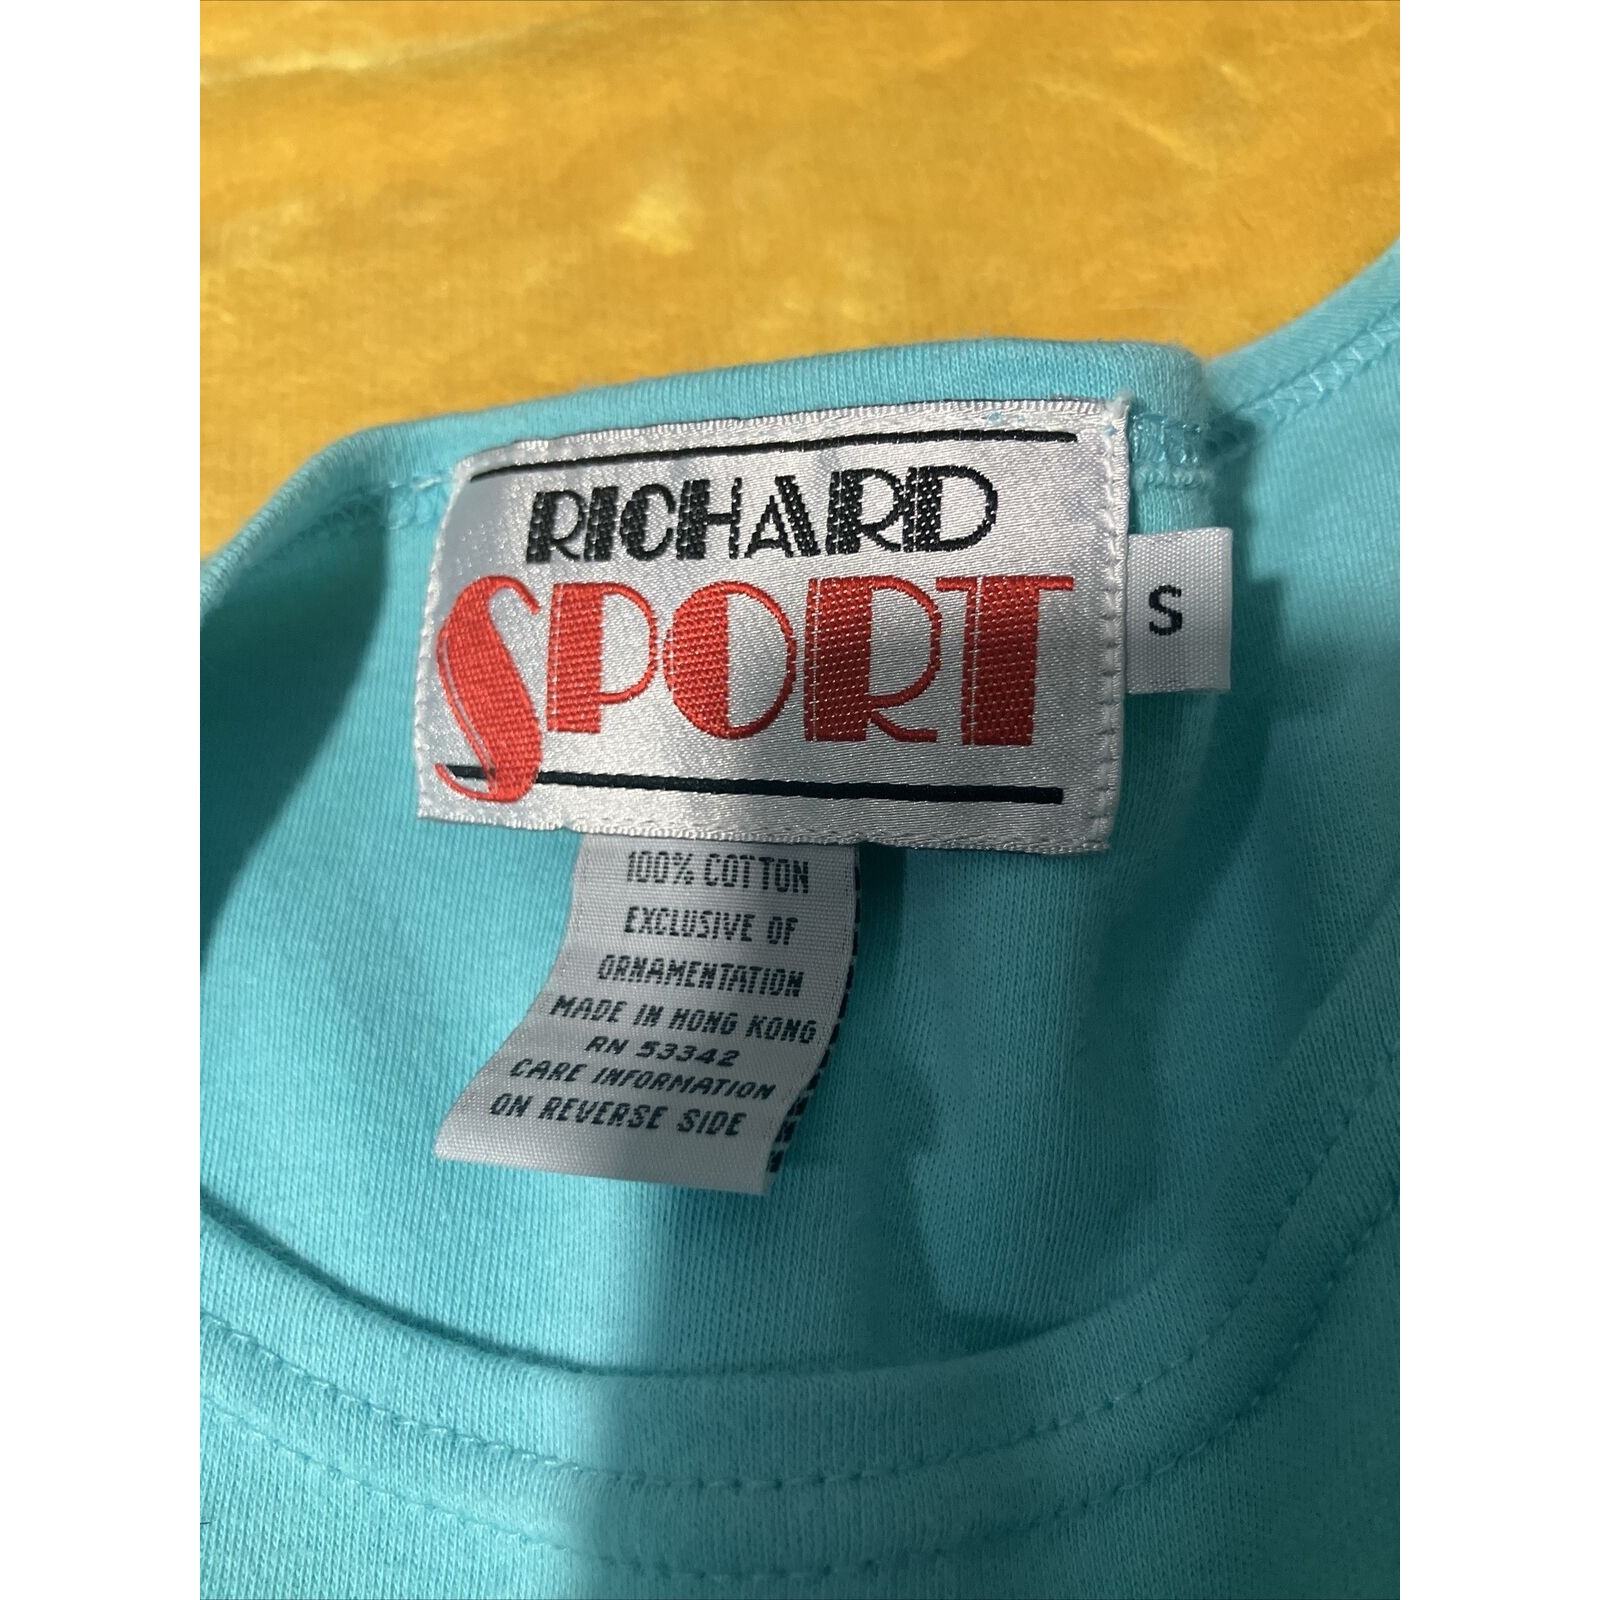 RICHARD
SPORT
S
100% COTTON
EXCLUSIVE OF
ORNAMENTATION
MADE IN HONG KONG
RN 53342
CARE INFORMATION
ON REVERSE SIDE